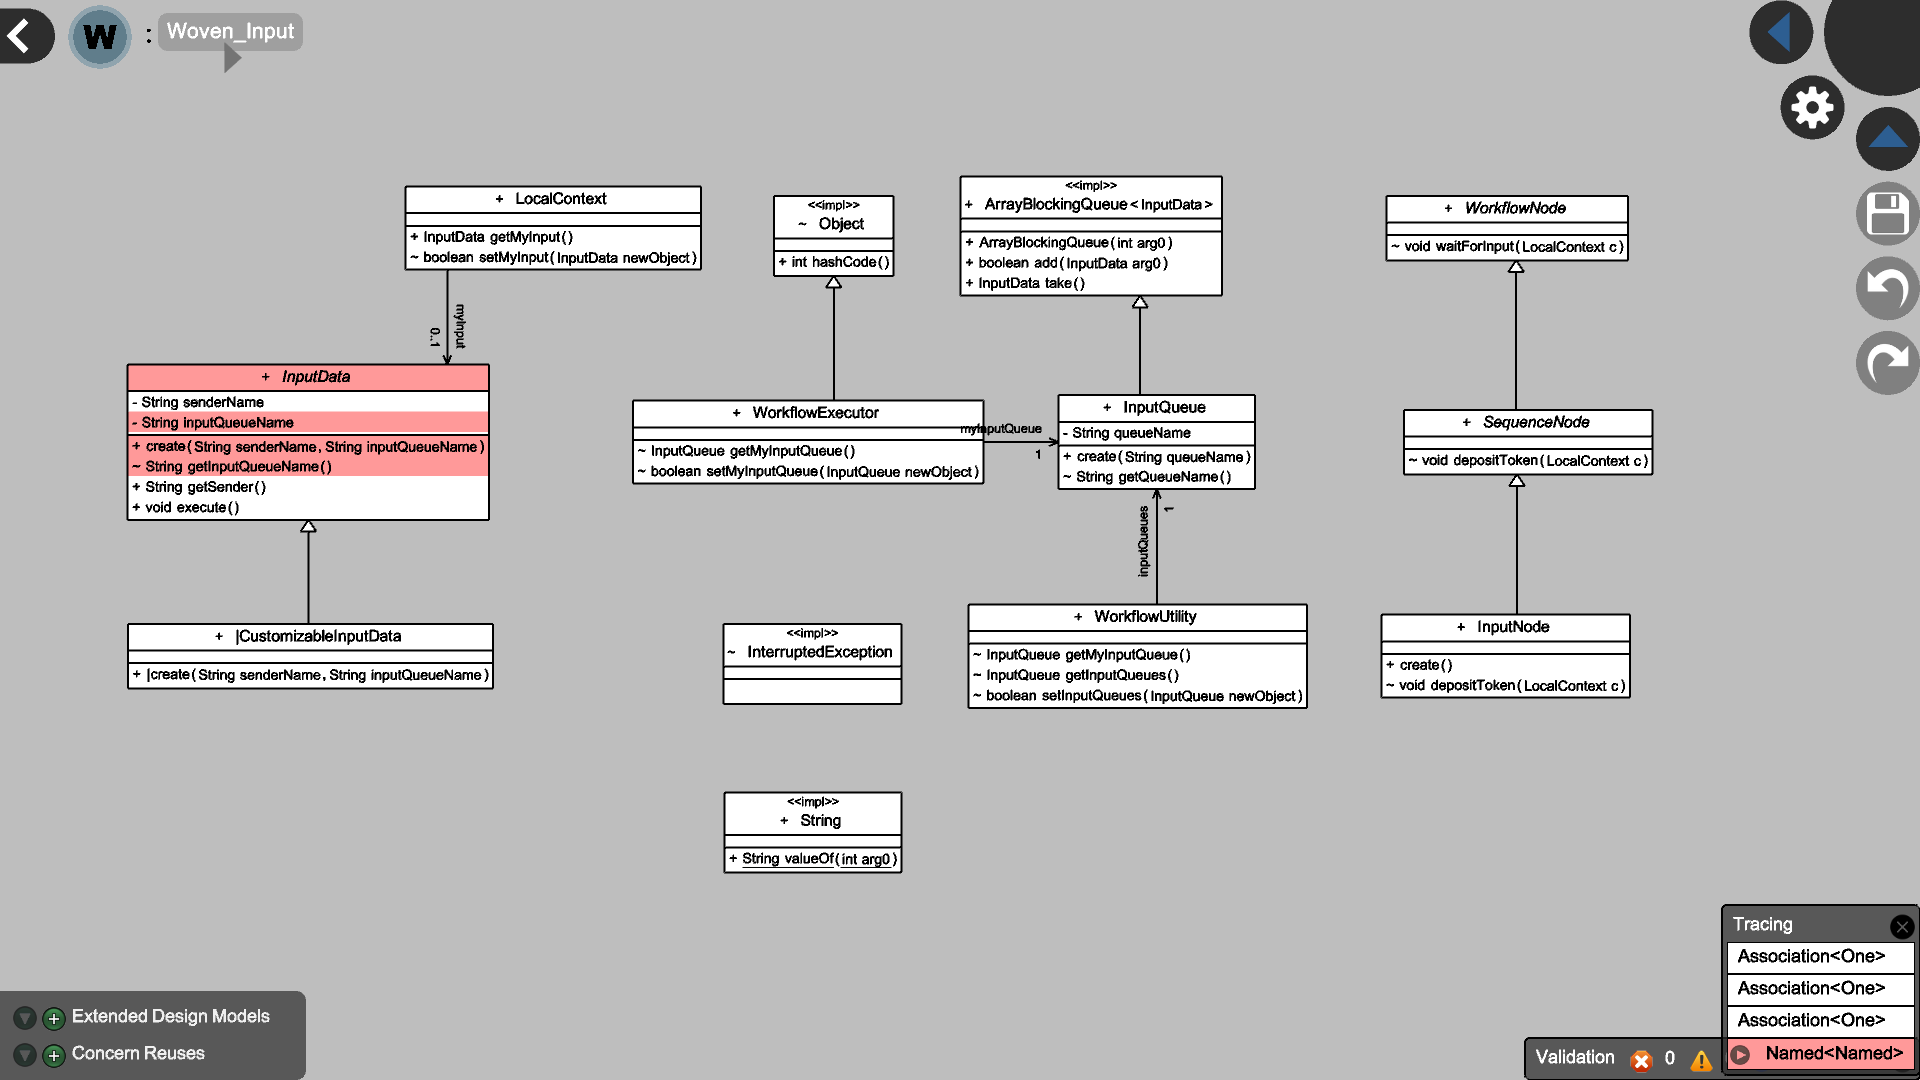 W : Woven_Input
+ LocalContext
+ InputData getMyInput()
~ boolean setMyInput(InputData newObject)
myInput
0..1
+ InputData
- String senderName
- String inputQueueName
+ create(String senderName, String inputQueueName)
~ String getInputQueueName()
+ String getSender()
+ void execute()
+ |CustomizableInputData
+ |create(String senderName, String inputQueueName)
<<impl>>
~ Object
+ int hashCode()
+ WorkflowExecutor
~ InputQueue getMyInputQueue()
~ boolean setMyInputQueue(InputQueue newObject)
myInputQueue
1
<<impl>>
+ ArrayBlockingQueue<InputData>
+ ArrayBlockingQueue(int arg0)
+ boolean add(InputData arg0)
+ InputData take()
+ InputQueue
- String queueName
+ create(String queueName)
~ String getQueueName()
inputQueues
1
+ WorkflowUtility
~ InputQueue getMyInputQueue()
~ InputQueue getInputQueues()
~ boolean setInputQueues(InputQueue newObject)
<<impl>>
~ InterruptedException
<<impl>>
+ String
+ String valueOf(int arg0)
+ WorkflowNode
~ void waitForInput(LocalContext c)
+ SequenceNode
~ void depositToken(LocalContext c)
+ InputNode
+ create()
~ void depositToken(LocalContext c)
Extended Design Models
Concern Reuses
Tracing
Association<One>
Association<One>
Association<One>
Named<Named>
Validation 0